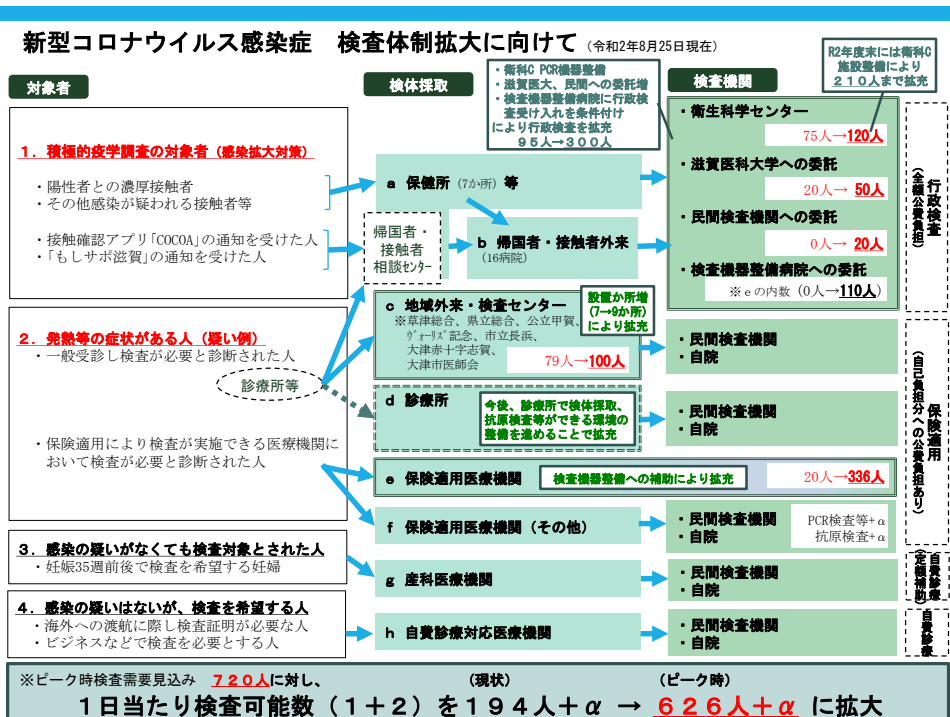 新型コロナウイルス感染症 検査体制拡大に向けて (令和2年8月25日現在)
R2年度末には衛科C
施設整備により
210人まで拡充
対象者
検体採取
検査機関
・衛科C PCR機器整備
・滋賀医大、民間への委託増
・検査機器整備病院に行政検
査受け入れを条件付け
により行政検査を拡充
95人→300人
1. 積極的疫学調査の対象者(感染拡大対策)
・陽性者との濃厚接触者
・その他感染が疑われる接触者等
・接触確認アプリ「COCOA」の通知を受けた人
・「もしサポ滋賀」の通知を受けた人
a 保健所 (7か所) 等
帰国者・
接触者
相談センター
b 帰国者・接触者外来
(16病院)
・衛生科学センター
75人→120人
・滋賀医科大学への委託
20人→ 50人
・民間検査機関への委託
0人→ 20人
・検査機器整備病院への委託
※eの内数(0人→110人)
行政検査
(全額公費負担)
2. 発熱等の症状がある人(疑い例)
・一般受診し検査が必要と診断された人
診療所等
・保険適用により検査が実施できる医療機関に
おいて検査が必要と診断された人
c 地域外来・検査センター
※草津総合、県立総合、公立甲賀、
ヴォーリズ記念、市立長浜、
大津赤十字志賀、
大津市医師会
79人→100人
設置か所増
(7→9か所)
により拡充
・民間検査機関
・自院
d 診療所
今後、診療所で検体採取、
抗原検査等ができる環境の
整備を進めることで拡充
・民間検査機関
・自院
e 保険適用医療機関
検査機器整備への補助により拡充
20人→336人
f 保険適用医療機関(その他)
・民間検査機関
・自院
PCR検査等+α
抗原検査+α
保険適用
(自己負担分への公費負担あり)
3. 感染の疑いがなくても検査対象とされた人
・妊娠35週前後で検査を希望する妊婦
g 産科医療機関
・民間検査機関
・自院
自費診療
(定額補助)
4. 感染の疑いはないが、検査を希望する人
・海外への渡航に際し検査証明が必要な人
・ビジネスなどで検査を必要とする人
h 自費診療対応医療機関
・民間検査機関
・自院
自費診療
※ピーク時検査需要見込み 720人に対し、 (現状) (ピーク時)
1日当たり検査可能数(1+2)を194人+α → 626人+α に拡大